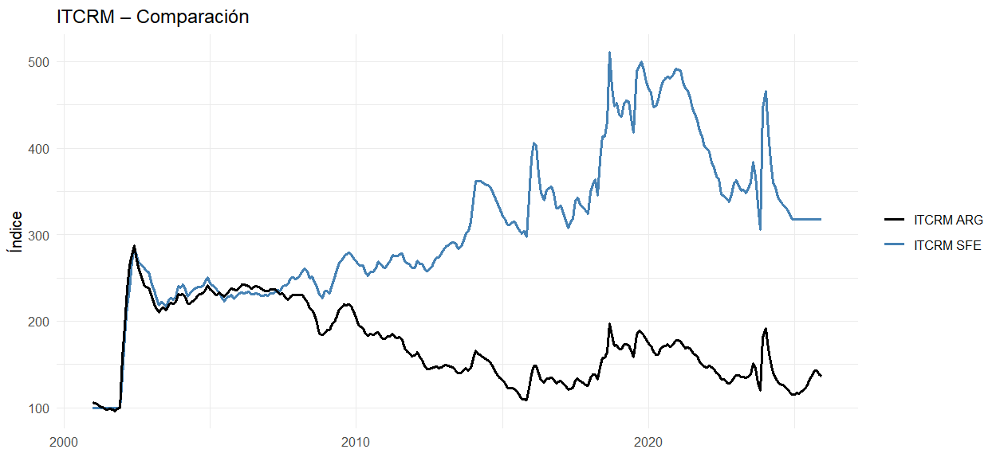 ITCRM – Comparación
Índice
500
400
300
200
100
2000
2010
2020
ITCRM ARG
ITCRM SFE